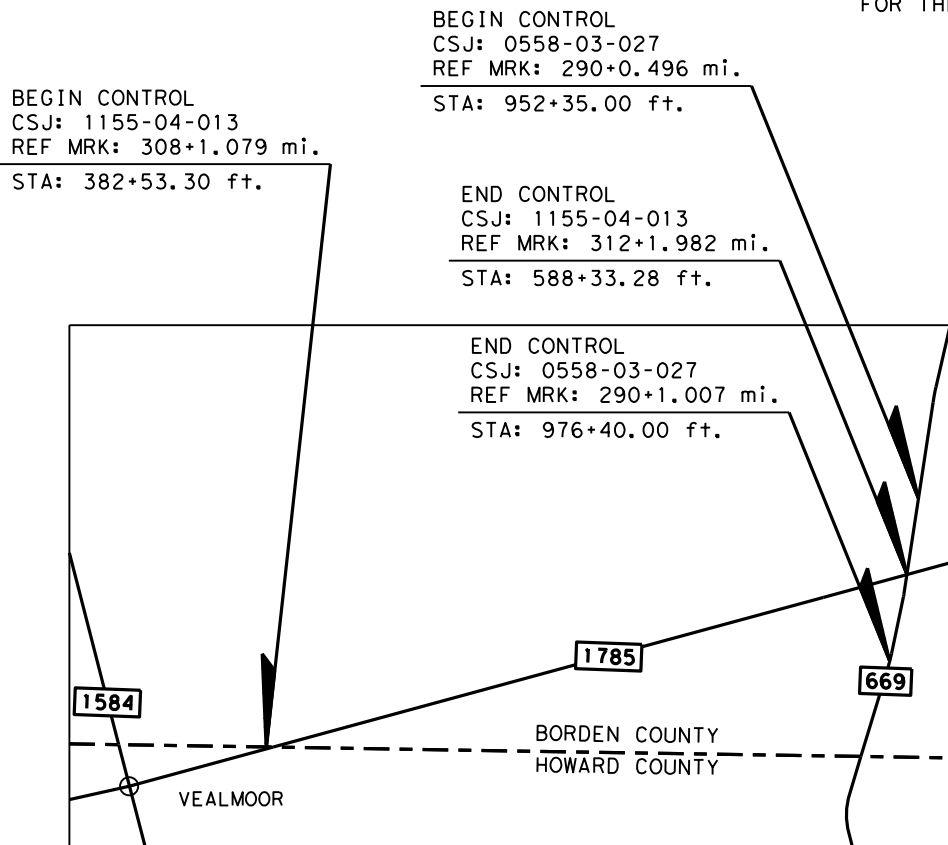 FOR THE
BEGIN CONTROL
CSJ: 0558-03-027
REF MRK: 290+0.496 mi.
STA: 952+35.00 ft.
BEGIN CONTROL
CSJ: 1155-04-013
REF MRK: 308+1.079 mi.
STA: 382+53.30 ft.
END CONTROL
CSJ: 1155-04-013
REF MRK: 312+1.982 mi.
STA: 588+33.28 ft.
END CONTROL
CSJ: 0558-03-027
REF MRK: 290+1.007 mi.
STA: 976+40.00 ft.
1785
669
1584
BORDEN COUNTY
HOWARD COUNTY
VEALMOOR